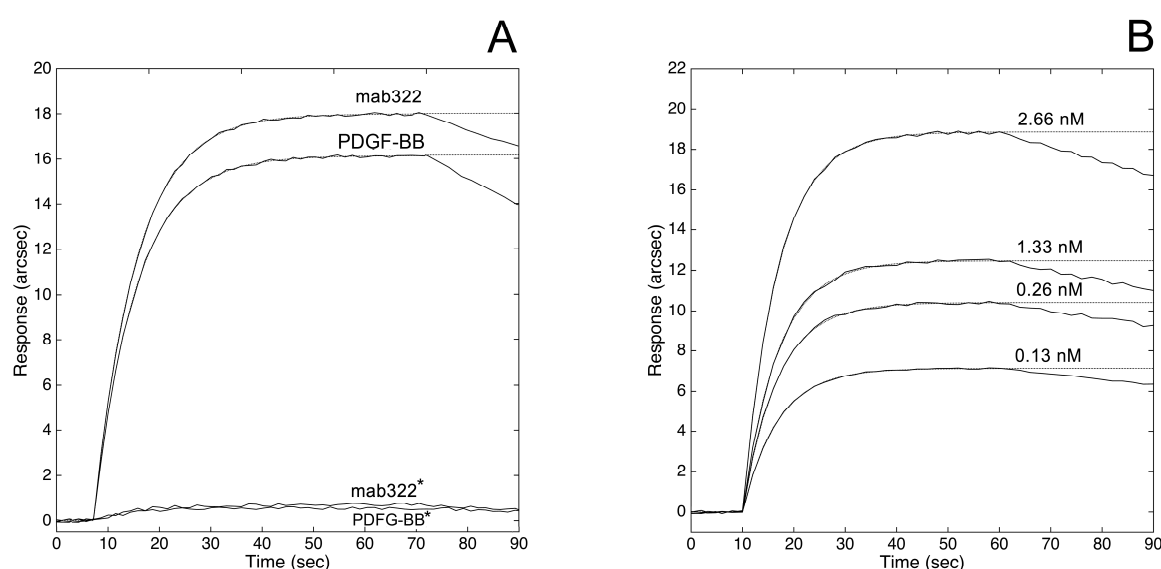 A
20
18
16
14
12
10
8
6
4
2
0
Response (arcsec)
mab322
PDGF-BB
mab322*
PDFG-BB*
0 10 20 30 40 50 60 70 80 90
Time (sec)
B
22
20
18
16
14
12
10
8
6
4
2
0
Response (arcsec)
2.66 nM
1.33 nM
0.26 nM
0.13 nM
0 10 20 30 40 50 60 70 80 90
Time (sec)